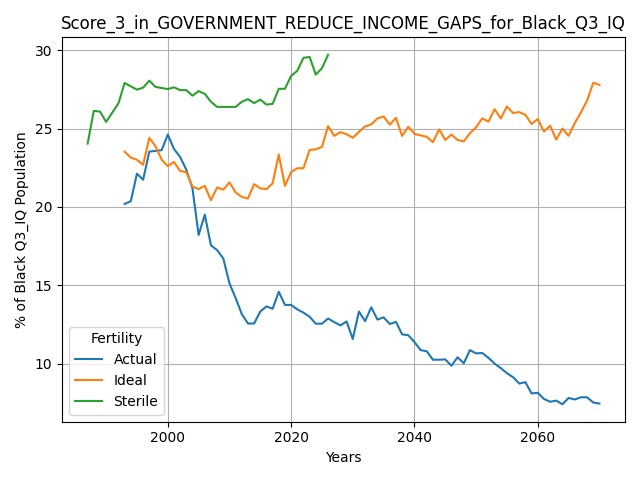 Score_3_in_GOVERNMENT_REDUCE_INCOME_GAPS_for_Black_Q3_IQ
% of Black Q3_IQ Population
30
25
20
15
10
Fertility
Actual
Ideal
Sterile
2000
2020
2040
2060
Years